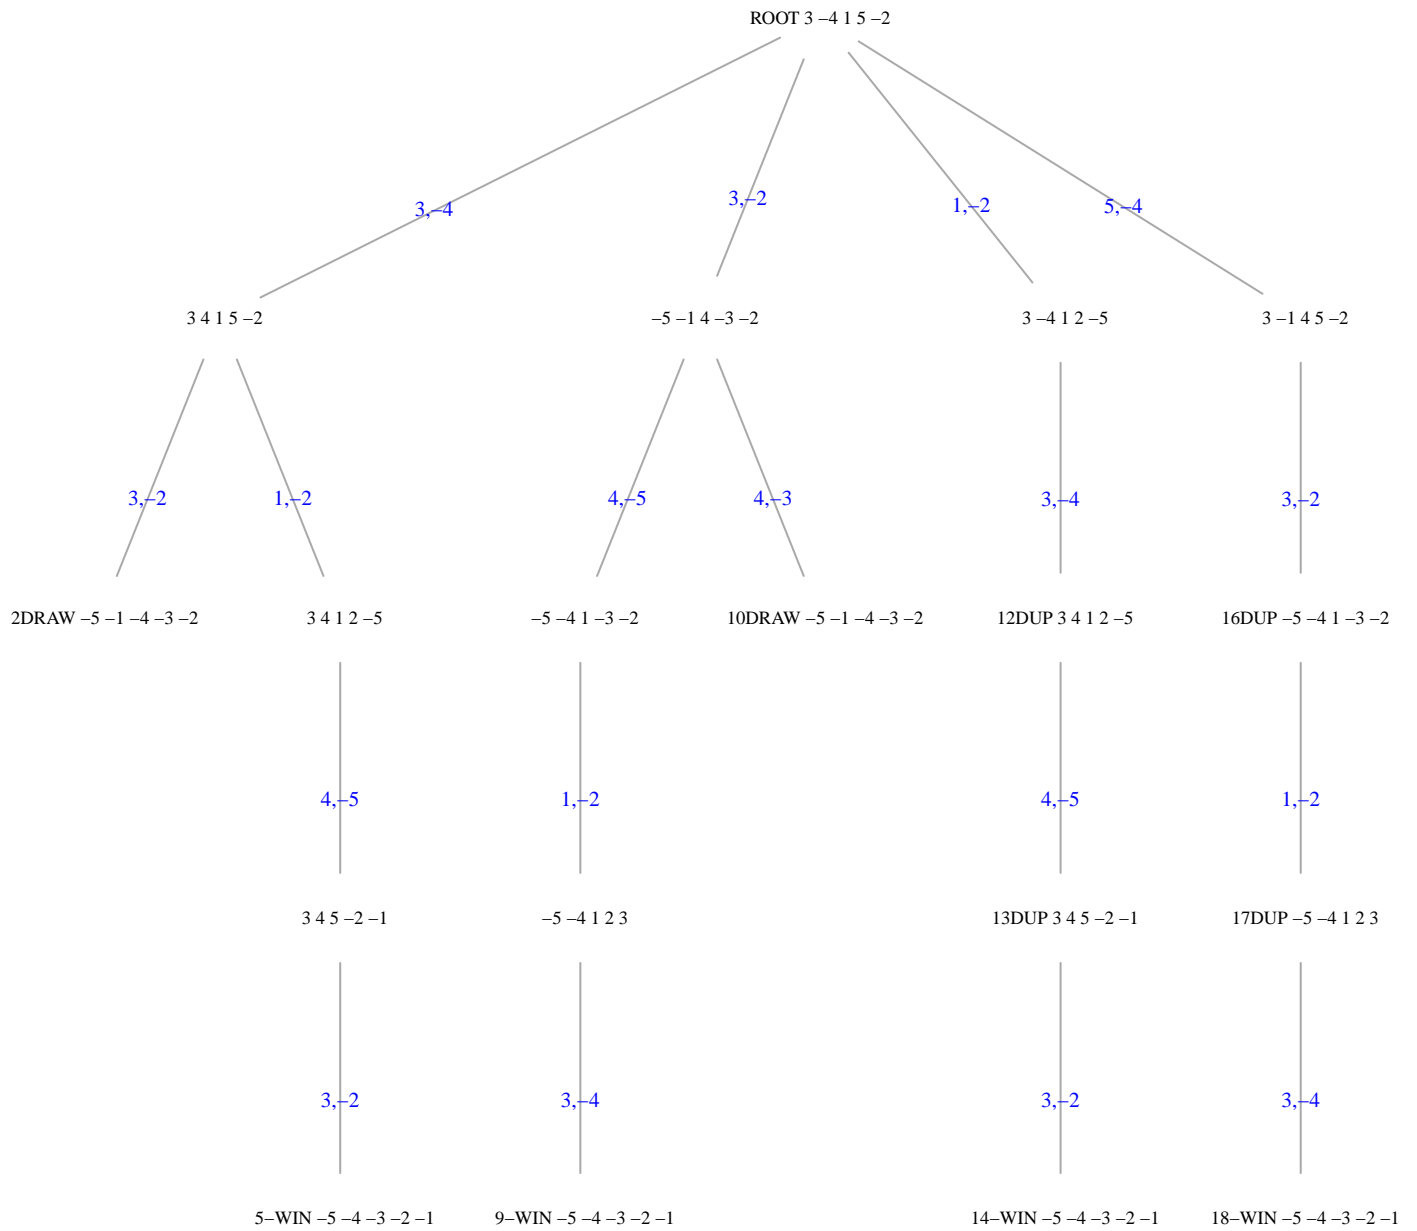 ROOT 3 –4 1 5 –2
3,–4
3,–2
1,–2
5,–4
3 4 1 5 –2
–5 –1 4 –3 –2
3 –4 1 2 –5
3 –1 4 5 –2
3,–2
1,–2
4,–5
4,–3
3,–4
3,–2
2DRAW –5 –1 –4 –3 –2
3 4 1 2 –5
–5 –4 1 –3 –2
10DRAW –5 –1 –4 –3 –2
12DUP 3 4 1 2 –5
16DUP –5 –4 1 –3 –2
4,–5
1,–2
4,–5
1,–2
3 4 5 –2 –1
–5 –4 1 2 3
13DUP 3 4 5 –2 –1
17DUP –5 –4 1 2 3
3,–2
3,–4
3,–2
3,–4
5–WIN –5 –4 –3 –2 –1
9–WIN –5 –4 –3 –2 –1
14–WIN –5 –4 –3 –2 –1
18–WIN –5 –4 –3 –2 –1